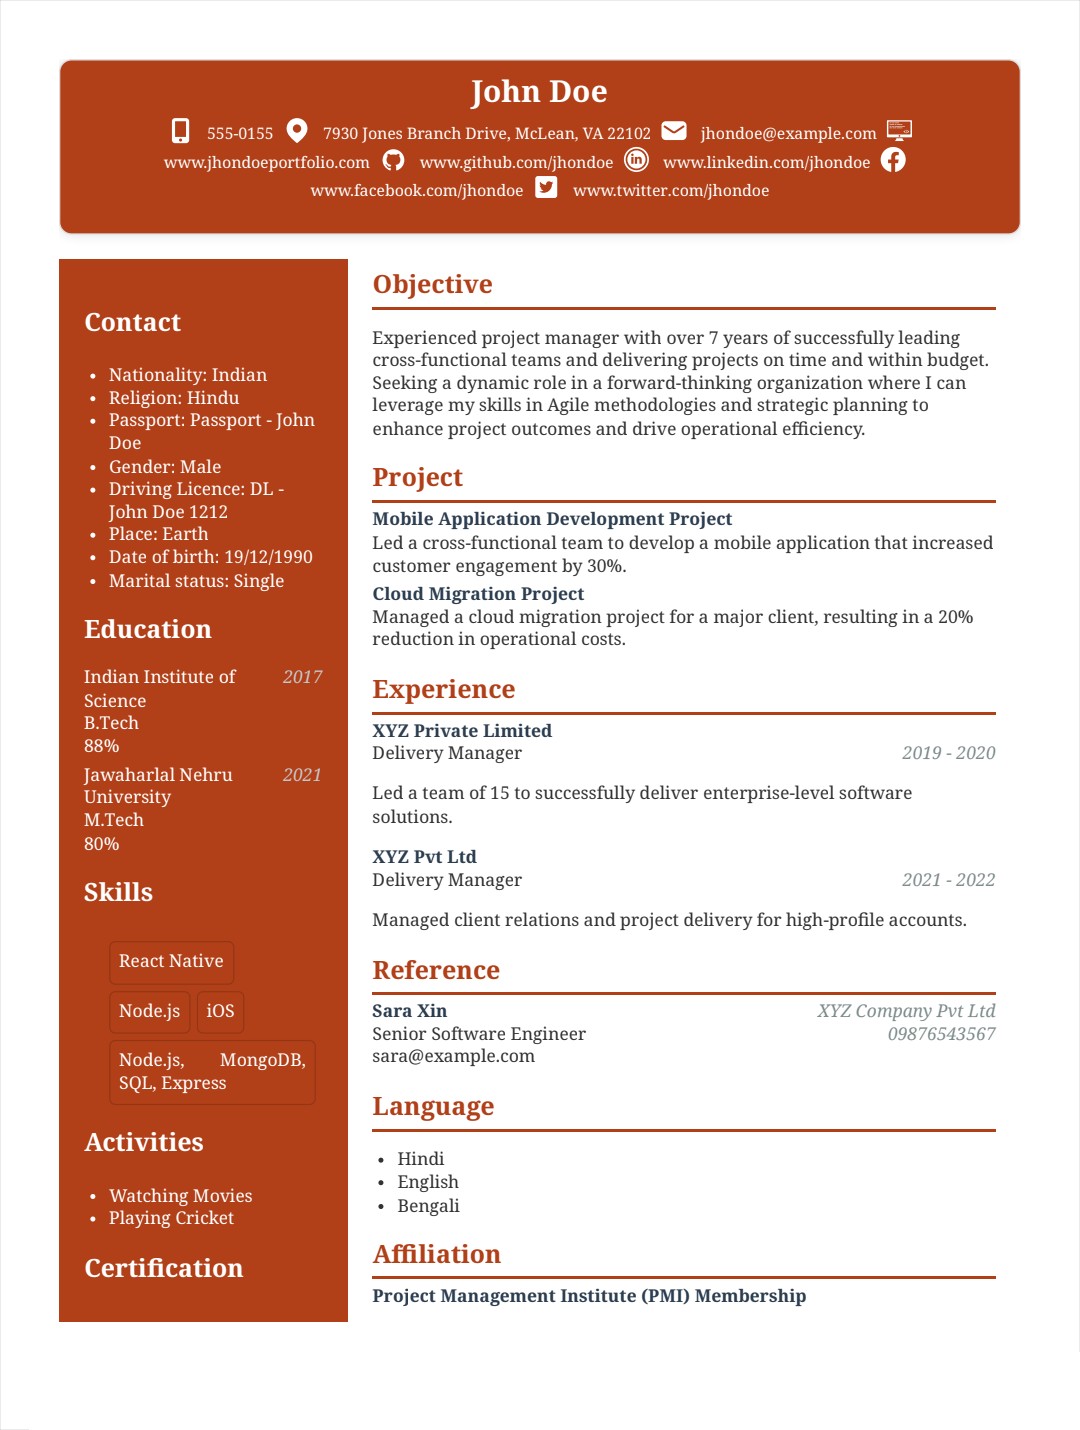 John Doe
555-0155 7930 Jones Branch Drive, McLean, VA 22102 jhondoe@example.com
www.jhondoeportfolio.com www.github.com/jhondoe www.linkedin.com/jhondoe
www.facebook.com/jhondoe www.twitter.com/jhondoe
Contact
• Nationality: Indian
• Religion: Hindu
• Passport: Passport - John
Doe
• Gender: Male
• Driving Licence: DL -
John Doe 1212
• Place: Earth
• Date of birth: 19/12/1990
• Marital status: Single
Education
Indian Institute of 2017
Science
B.Tech
88%
Jawaharlal Nehru 2021
University
M.Tech
80%
Skills
React Native
Node.js iOS
Node.js, MongoDB,
SQL, Express
Activities
• Watching Movies
• Playing Cricket
Certification
Objective
Experienced project manager with over 7 years of successfully leading
cross-functional teams and delivering projects on time and within budget.
Seeking a dynamic role in a forward-thinking organization where I can
leverage my skills in Agile methodologies and strategic planning to
enhance project outcomes and drive operational efficiency.
Project
Mobile Application Development Project
Led a cross-functional team to develop a mobile application that increased
customer engagement by 30%.
Cloud Migration Project
Managed a cloud migration project for a major client, resulting in a 20%
reduction in operational costs.
Experience
XYZ Private Limited
Delivery Manager 2019 - 2020
Led a team of 15 to successfully deliver enterprise-level software
solutions.
XYZ Pvt Ltd
Delivery Manager 2021 - 2022
Managed client relations and project delivery for high-profile accounts.
Reference
Sara Xin XYZ Company Pvt Ltd
Senior Software Engineer 09876543567
sara@example.com
Language
• Hindi
• English
• Bengali
Affiliation
Project Management Institute (PMI) Membership